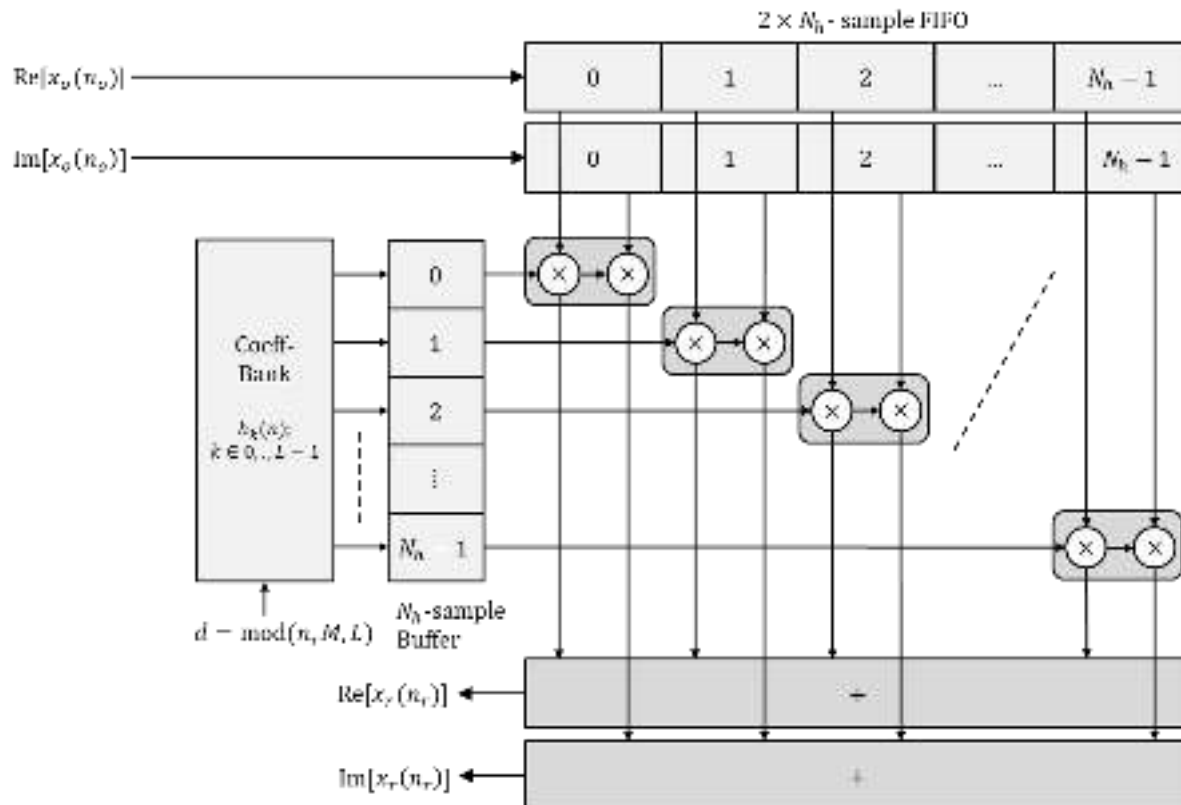 2 × N_h - sample FIFO
Re[x_o(n_o)]
0 1 2 ... N_h − 1
Im[x_o(n_o)]
0 1 2 ... N_h − 1
Coeff-
Bank
h_k(n);
k ∈ 0,..,L − 1
0
×
×
1
×
×
2
×
×
⋮
N_h 1
×
×
d = mod(n_r M, L)
N_h-sample
Buffer
Re[x_r(n_r)]
+
Im[x_r(n_r)]
+